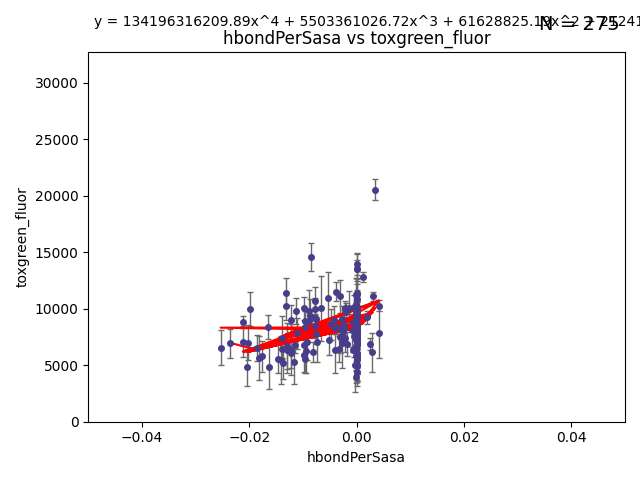 y = 134196316209.89x^4 + 5503361026.72x^3 + 61628825.
N = 275
hbondPerSasa vs toxgreen_fluor
30000
25000
20000
15000
10000
5000
0
toxgreen_fluor
−0.04
−0.02
0.00
0.02
0.04
hbondPerSasa